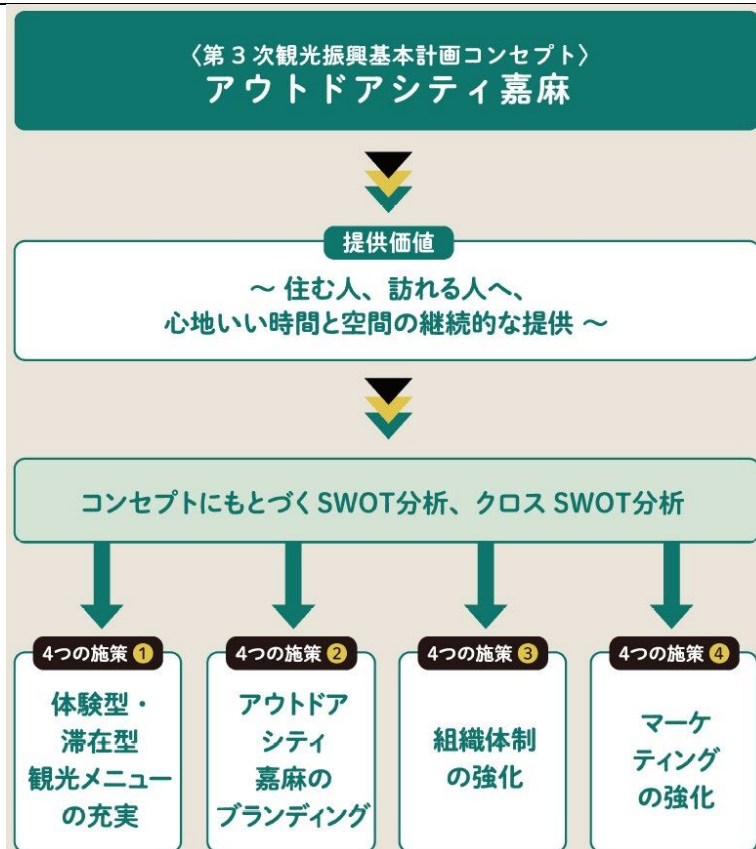 〈第3次観光振興基本計画コンセプト〉
アウトドアシティ嘉麻
提供価値
～ 住む人、訪れる人へ、
心地いい時間と空間の継続的な提供 ～
コンセプトにもとづくSWOT分析、クロスSWOT分析
4つの施策 ❶
体験型・
滞在型
観光メニュー
の充実
4つの施策 ❷
アウトドア
シティ
嘉麻の
ブランディング
4つの施策 ❸
組織体制
の強化
4つの施策 ❹
マーケ
ティング
の強化